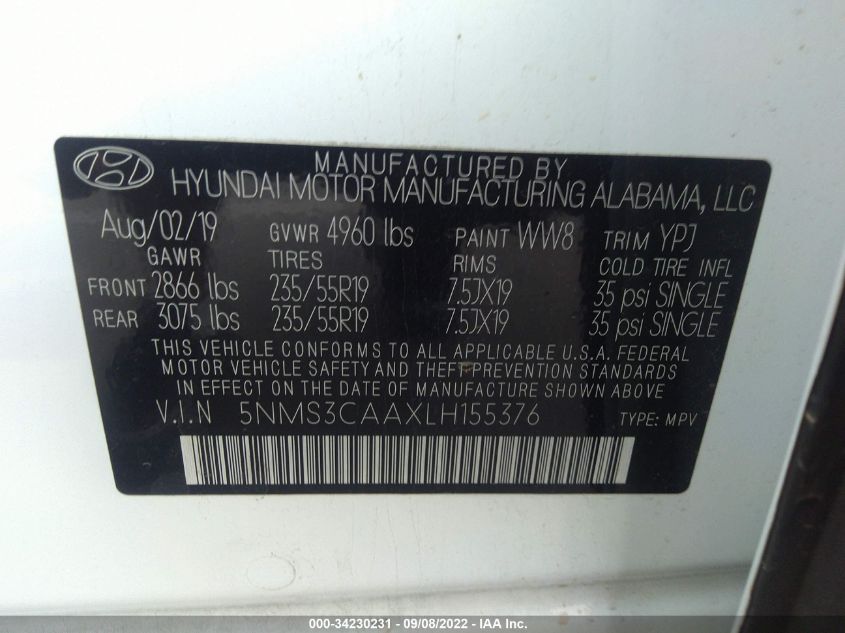 MANUFACTURED BY
HYUNDAI MOTOR MANUFACTURING ALABAMA, LLC
Aug/02/19 GVWR 4960 lbs PAINT WW8 TRIM YPJ
GAWR TIRES RIMS COLD TIRE INFL
FRONT 2866 lbs 235/55R19 7.5JX19 35 psi SINGLE
REAR 3075 lbs 235/55R19 7.5JX19 35 psi SINGLE
THIS VEHICLE CONFORMS TO ALL APPLICABLE U.S.A. FEDERAL
MOTOR VEHICLE SAFETY AND THEFT PREVENTION STANDARDS
IN EFFECT ON THE DATE OF MANUFACTURE SHOWN ABOVE.
V.I.N 5NMS3CAAXLH155376 TYPE: MPV
000-34230231 - 09/08/2022 - IAA Inc.